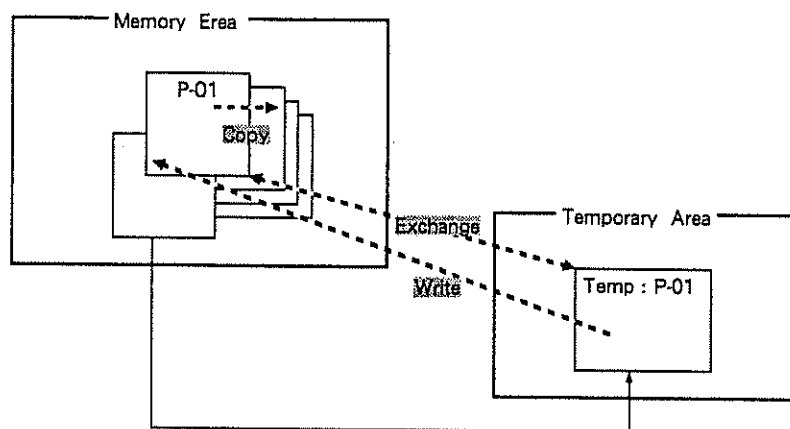 Memory Erea
P-01
Copy
Exchange
Temporary Area
Write
Temp : P-01